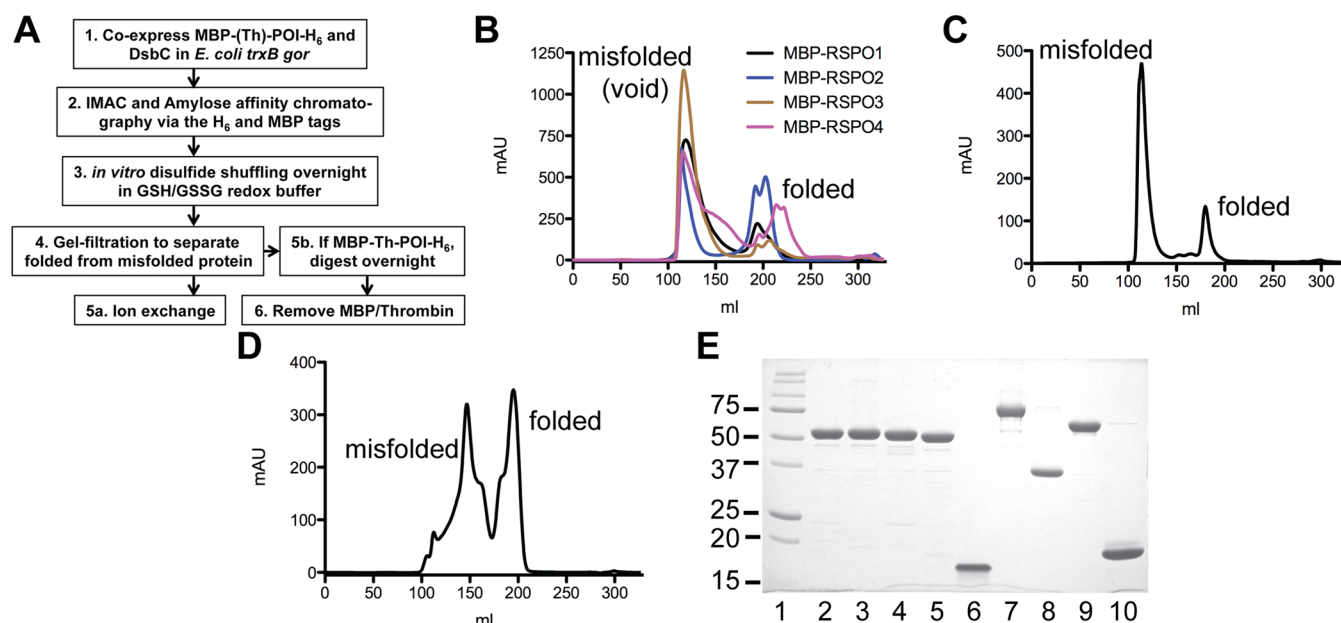 A
1. Co-express MBP-(Th)-POI-H6 and
DsbC in E. coli trxB gor
2. IMAC and Amylose affinity chromato-
graphy via the H6 and MBP tags
3. in vitro disulfide shuffling overnight
in GSH/GSSG redox buffer
4. Gel-filtration to separate
folded from misfolded protein
5b. If MBP-Th-POI-H6,
digest overnight
5a. Ion exchange
6. Remove MBP/Thrombin
B
1250
1000
750
500
250
0
mAU
misfolded
(void)
MBP-RSPO1
MBP-RSPO2
MBP-RSPO3
MBP-RSPO4
folded
0 50 100 150 200 250 300
ml
C
500
400
300
200
100
0
mAU
misfolded
folded
0 50 100 150 200 250 300
ml
D
400
300
200
100
0
mAU
misfolded
folded
0 50 100 150 200 250 300
ml
E
75
50
37
25
20
15
1 2 3 4 5 6 7 8 9 10